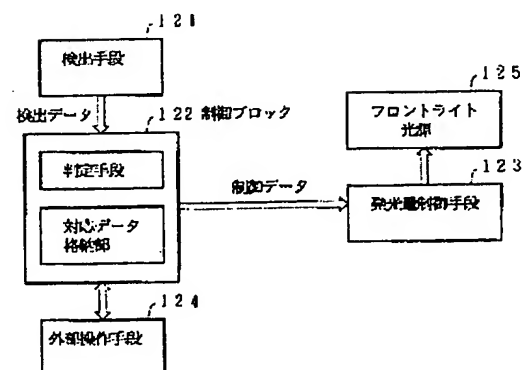 121
検出手段
検出データ
122 制御ブロック
判定手段
対応データ
格納部
制御データ
125
フロントライト
光源
123
発光量制御手段
124
外部操作手段